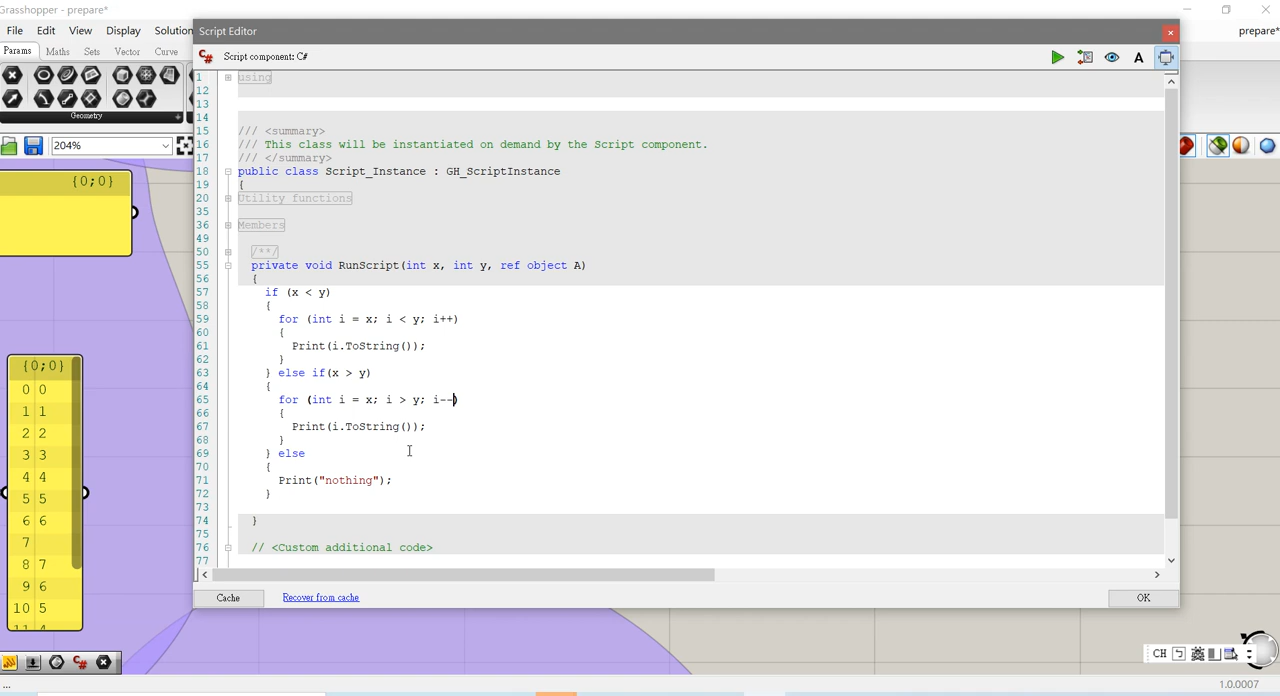 Grasshopper - prepare*
File Edit View Display Solution
prepare*
Params Maths Sets Vector Curve
Geometry
204%
Script Editor
Script component: C#
1 using
12
13
14
15 /// <summary>
16 /// This class will be instantiated on demand by the Script component.
17 /// </summary>
18 public class Script_Instance : GH_ScriptInstance
19 {
20 Utility functions
35
36 Members
49
50 /**/
55 private void RunScript(int x, int y, ref object A)
56 {
57 if (x < y)
58 {
59 for (int i = x; i < y; i++)
60 {
61 Print(i.ToString());
62 }
63 } else if(x > y)
64 {
65 for (int i = x; i > y; i--)
66 {
67 Print(i.ToString());
68 }
69 } else
70 {
71 Print("nothing");
72 }
73
74 }
75
76 // <Custom additional code>
77
Cache Recover from cache OK
{0;0}
{0;0}
0 0
1 1
2 2
3 3
4 4
5 5
6 6
7
8 7
9 6
10 5
11 4
CH
...
1.0.0007